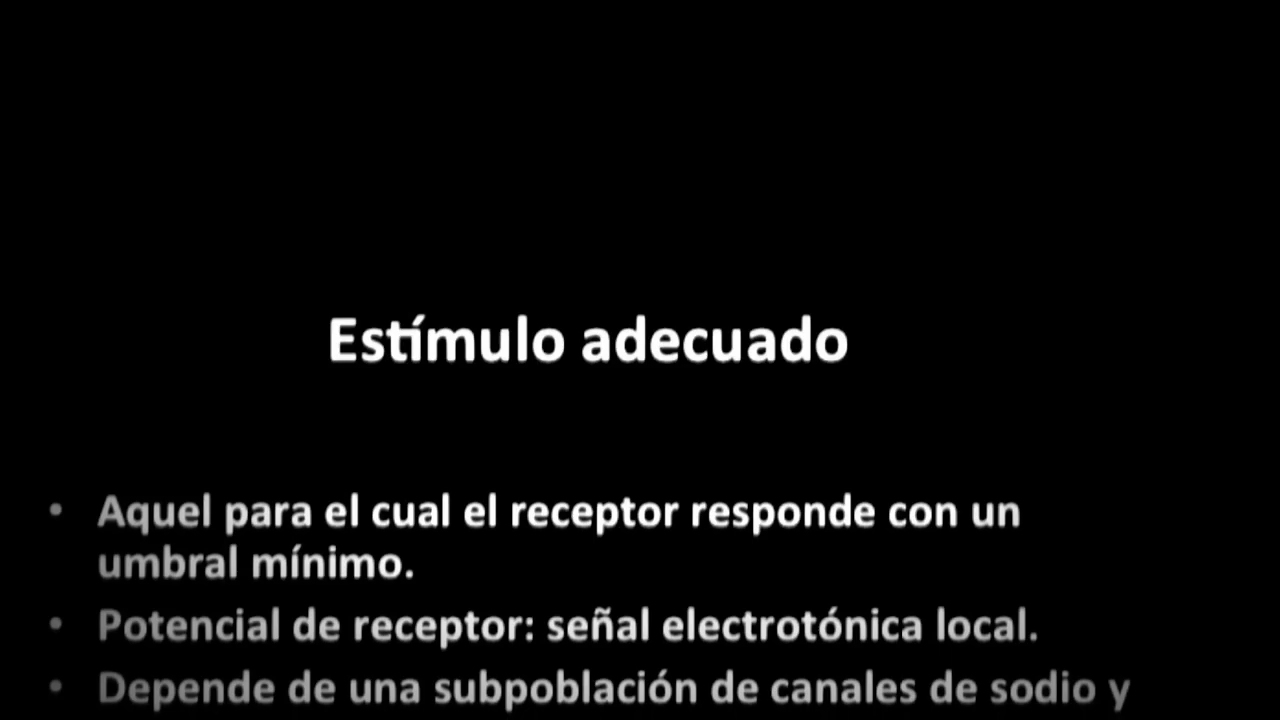 Estímulo adecuado
• Aquel para el cual el receptor responde con un
umbral mínimo.
• Potencial de receptor: señal electrotónica local.
• Depende de una subpoblación de canales de sodio y